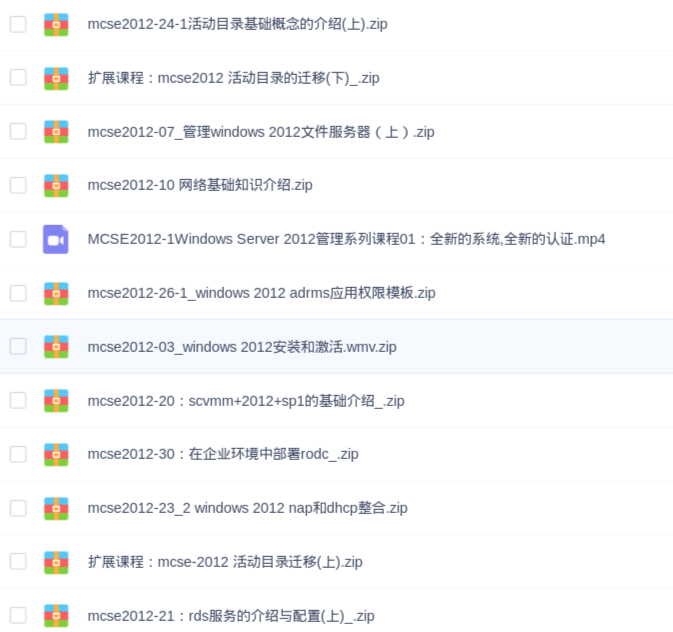 mcse2012-24-1活动目录基础概念的介绍(上).zip
扩展课程：mcse2012 活动目录的迁移(下)_.zip
mcse2012-07_管理windows 2012文件服务器（上）.zip
mcse2012-10 网络基础知识介绍.zip
MCSE2012-1Windows Server 2012管理系列课程01：全新的系统,全新的认证.mp4
mcse2012-26-1_windows 2012 adrms应用权限模板.zip
mcse2012-03_windows 2012安装和激活.wmv.zip
mcse2012-20：scvmm+2012+sp1的基础介绍_.zip
mcse2012-30：在企业环境中部署rodc_.zip
mcse2012-23_2 windows 2012 nap和dhcp整合.zip
扩展课程：mcse-2012 活动目录迁移(上).zip
mcse2012-21：rds服务的介绍与配置(上)_.zip